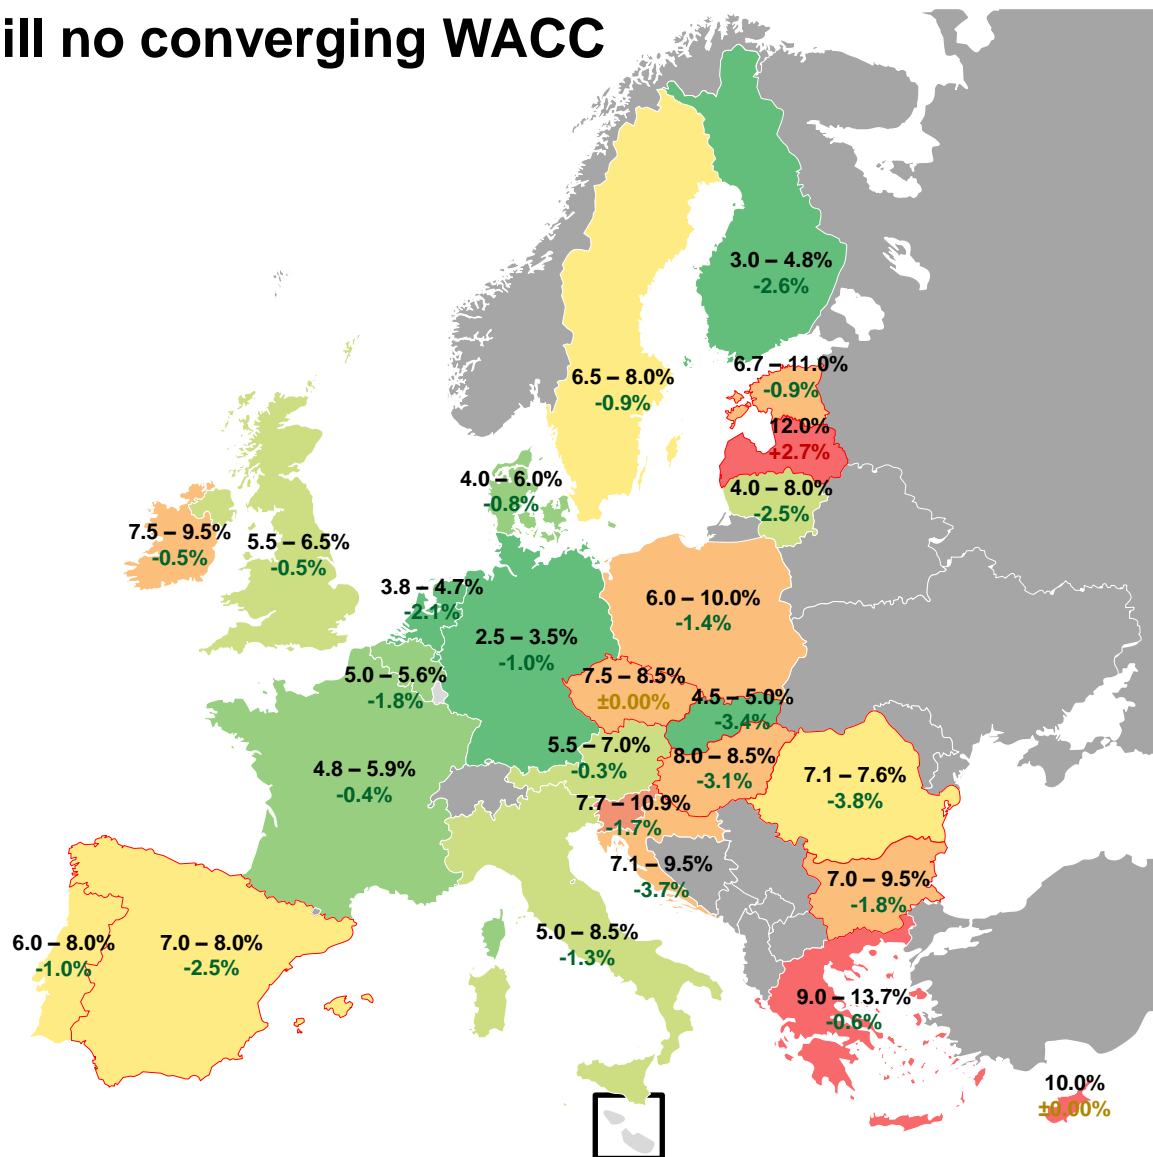 ill no converging WACC
3.0 – 4.8%
-2.6%
6.7 – 11.0%
-0.9%
6.5 – 8.0%
-0.9%
12.0%
+2.7%
4.0 – 6.0%
-0.8%
4.0 – 8.0%
-2.5%
7.5 – 9.5%
-0.5%
5.5 – 6.5%
-0.5%
3.8 – 4.7%
-2.1%
6.0 – 10.0%
-1.4%
2.5 – 3.5%
-1.0%
5.0 – 5.6%
-1.8%
7.5 – 8.5%
±0.00%
4.5 – 5.0%
-3.4%
5.5 – 7.0%
-0.3%
8.0 – 8.5%
-3.1%
4.8 – 5.9%
-0.4%
7.1 – 7.6%
-3.8%
7.7 – 10.9%
-1.7%
7.1 – 9.5%
-3.7%
7.0 – 9.5%
-1.8%
6.0 – 8.0%
-1.0%
7.0 – 8.0%
-2.5%
5.0 – 8.5%
-1.3%
9.0 – 13.7%
-0.6%
10.0%
±0.00%